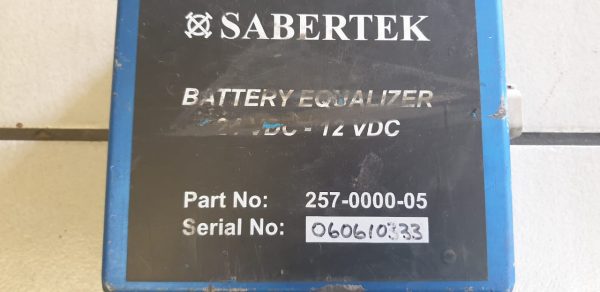 SABERTEK
BATTERY EQUALIZER
VDC - 12 VDC
Part No: 257-0000-05
Serial No: 060610333